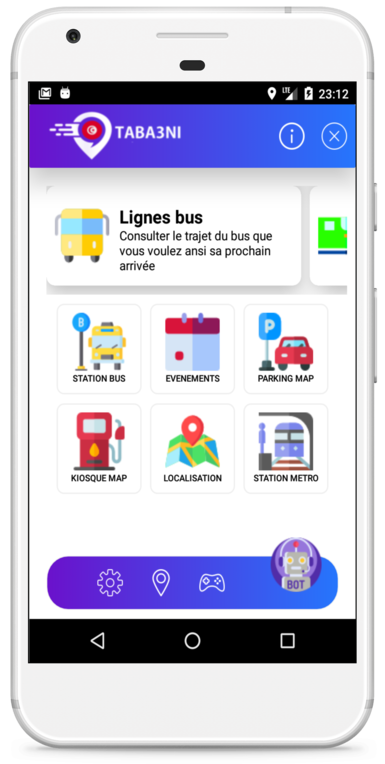 LTE 23:12
TABA3NI
Lignes bus
Consulter le trajet du bus que
vous voulez ansi sa prochain
arrivée
B
P
STATION BUS EVENEMENTS PARKING MAP
KIOSQUE MAP LOCALISATION STATION METRO
BOT